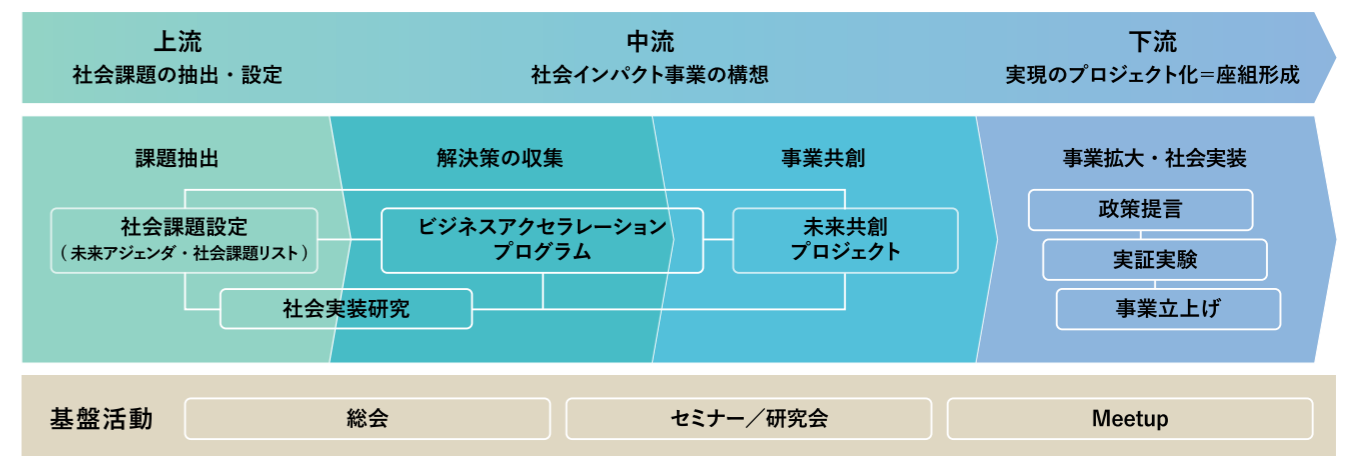 上流
社会課題の抽出・設定
中流
社会インパクト事業の構想
下流
実現のプロジェクト化＝座組形成
課題抽出
解決策の収集
事業共創
事業拡大・社会実装
社会課題設定
（未来アジェンダ・社会課題リスト）
ビジネスアクセラレーション
プログラム
未来共創
プロジェクト
社会実装研究
政策提言
実証実験
事業立上げ
基盤活動
総会
セミナー／研究会
Meetup